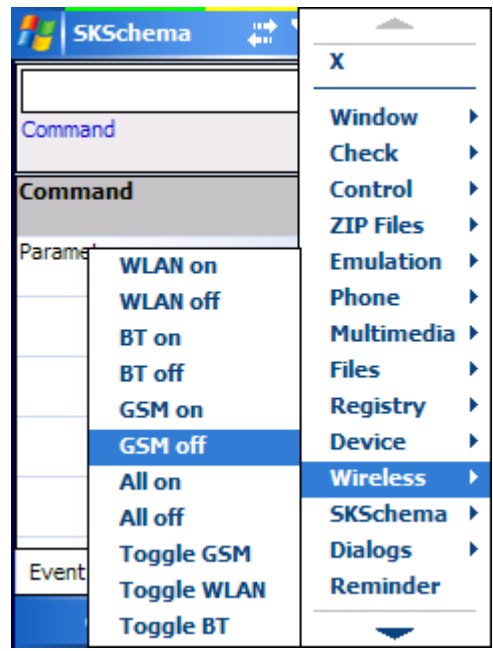 SKSchema
Command
Command
X
Window
Check
Control
ZIP Files
Emulation
Phone
Multimedia
Files
Registry
Device
Wireless
SKSchema
Dialogs
Reminder
WLAN on
WLAN off
BT on
BT off
GSM on
GSM off
All on
All off
Toggle GSM
Toggle WLAN
Toggle BT
Event